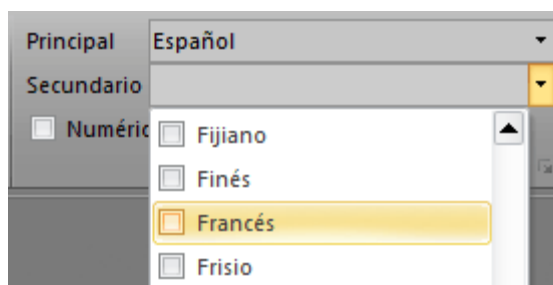 Principal Español
Secundario
Numéric
Fijiano
Finés
Francés
Frisio